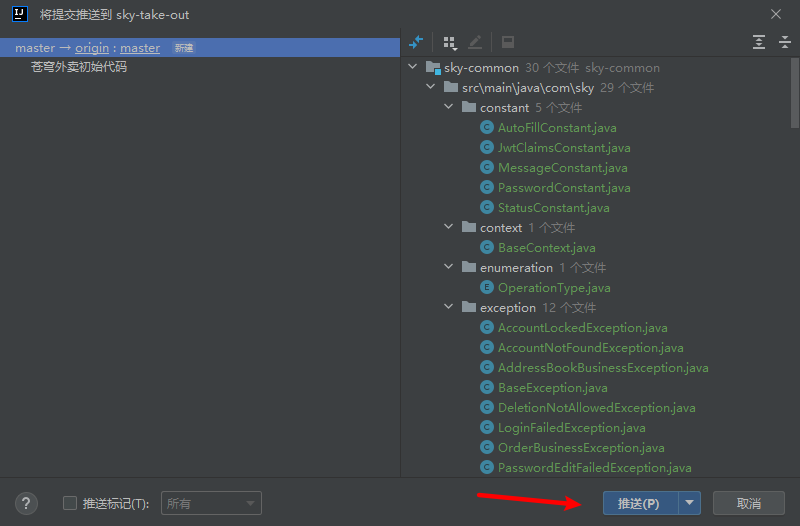 将提交推送到 sky-take-out
master → origin : master 新建
苍穹外卖初始代码
sky-common 30 个文件 sky-common
src\main\java\com\sky 29 个文件
constant 5 个文件
AutoFillConstant.java
JwtClaimsConstant.java
MessageConstant.java
PasswordConstant.java
StatusConstant.java
context 1 个文件
BaseContext.java
enumeration 1 个文件
OperationType.java
exception 12 个文件
AccountLockedException.java
AccountNotFoundException.java
AddressBookBusinessException.java
BaseException.java
DeletionNotAllowedException.java
LoginFailedException.java
OrderBusinessException.java
PasswordEditFailedException.java
? 推送标记(T): 所有 推送(P) 取消